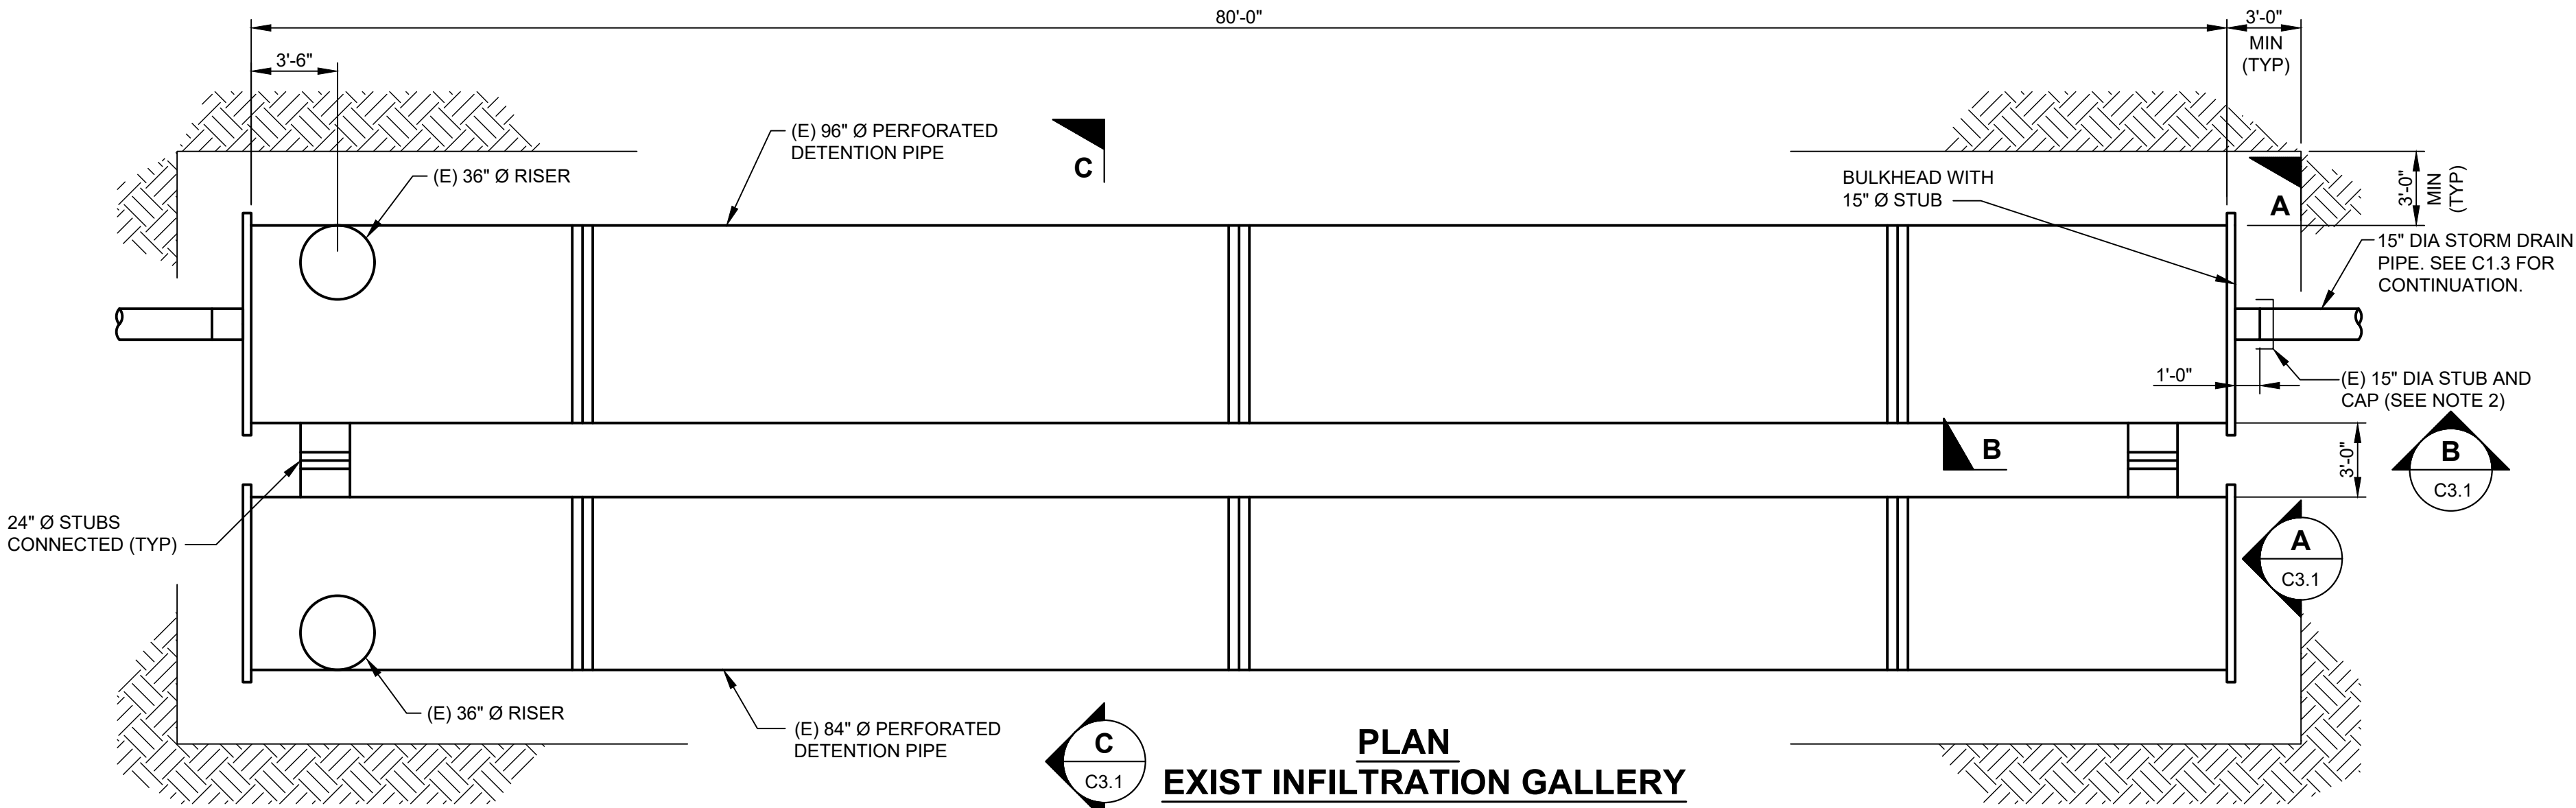 80'-0"
3'-0"
MIN
(TYP)
3'-6"
(E) 96" Ø PERFORATED
DETENTION PIPE
C
(E) 36" Ø RISER
BULKHEAD WITH
15" Ø STUB
A
3'-0"
MIN
(TYP)
15" DIA STORM DRAIN
PIPE. SEE C1.3 FOR
CONTINUATION.
1'-0"
(E) 15" DIA STUB AND
CAP (SEE NOTE 2)
B
3'-0"
B
C3.1
24" Ø STUBS
CONNECTED (TYP)
A
C3.1
(E) 36" Ø RISER
(E) 84" Ø PERFORATED
DETENTION PIPE
C
C3.1
PLAN
EXIST INFILTRATION GALLERY